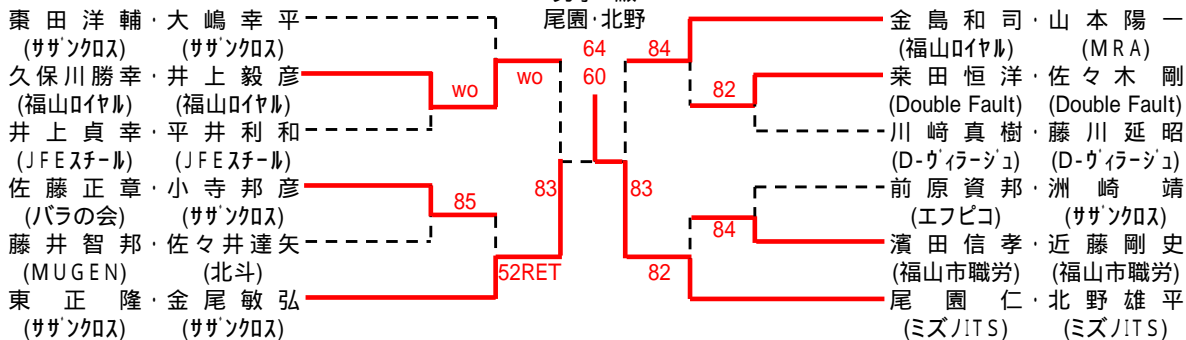 尾園･北野
棗田洋輔･大嶋幸平
(ｻｻﾞﾝｸﾛｽ) (ｻｻﾞﾝｸﾛｽ)
久保川勝幸･井上毅彦
(福山ﾛｲﾔﾙ) (福山ﾛｲﾔﾙ)
井上貞幸･平井利和
(JFEｽﾁｰﾙ) (JFEｽﾁｰﾙ)
佐藤正章･小寺邦彦
(バラの会) (ｻｻﾞﾝｸﾛｽ)
藤井智邦･佐々井達矢
(MUGEN) (北斗)
東正隆･金尾敏弘
(ｻｻﾞﾝｸﾛｽ) (ｻｻﾞﾝｸﾛｽ)
wo
wo
85
52RET
83
64
60
84
82
83
84
82
金島和司･山本陽一
(福山ﾛｲﾔﾙ) (MRA)
来田恒洋･佐々木剛
(Double Fault) (Double Fault)
川﨑真樹･藤川延昭
(D-ヴィラージュ) (D-ヴィラージュ)
前原資邦･洲崎靖
(エフピコ) (ｻｻﾞﾝｸﾛｽ)
濱田信孝･近藤剛史
(福山市職労) (福山市職労)
尾園仁･北野雄平
(ミズノITS) (ミズノITS)